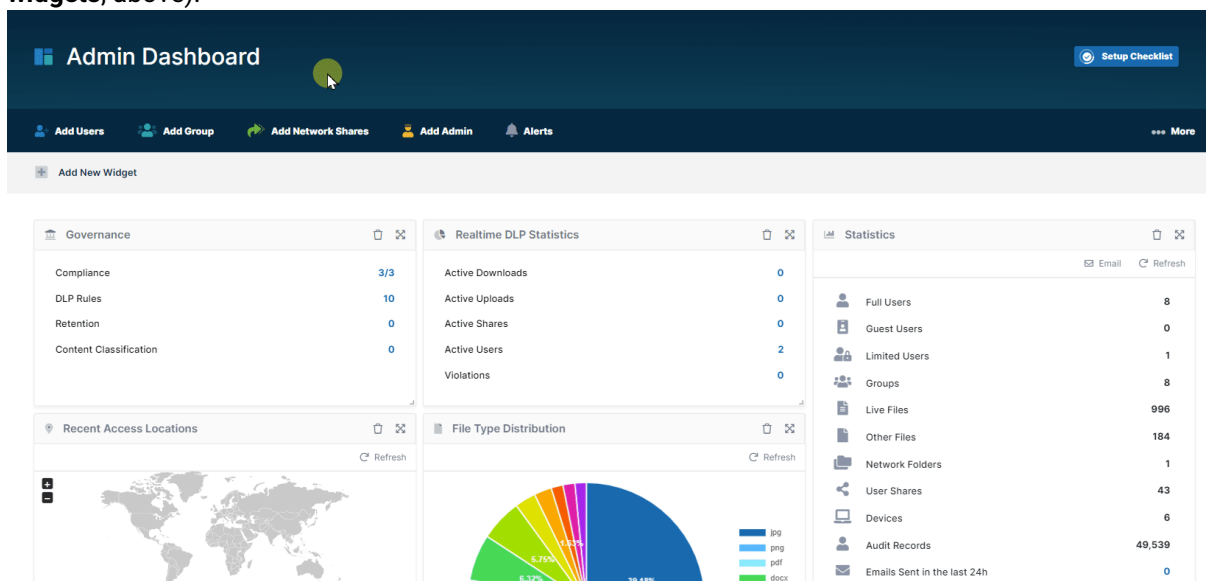 Widgets, above).
Admin Dashboard
Setup Checklist
Add Users
Add Group
Add Network Shares
Add Admin
Alerts
More
Add New Widget
Governance
Compliance 3/3
DLP Rules 10
Retention 0
Content Classification 0
Realtime DLP Statistics
Active Downloads 0
Active Uploads 0
Active Shares 0
Active Users 2
Violations 0
Statistics
Email Refresh
Full Users 8
Guest Users 0
Limited Users 1
Groups 8
Live Files 996
Other Files 184
Network Folders 1
User Shares 43
Devices 6
Audit Records 49,539
Emails Sent in the last 24h 0
Recent Access Locations
Refresh
+
−
File Type Distribution
Refresh
1.53%
5.75%
6.32%
39.48%
jpg
png
pdf
docx